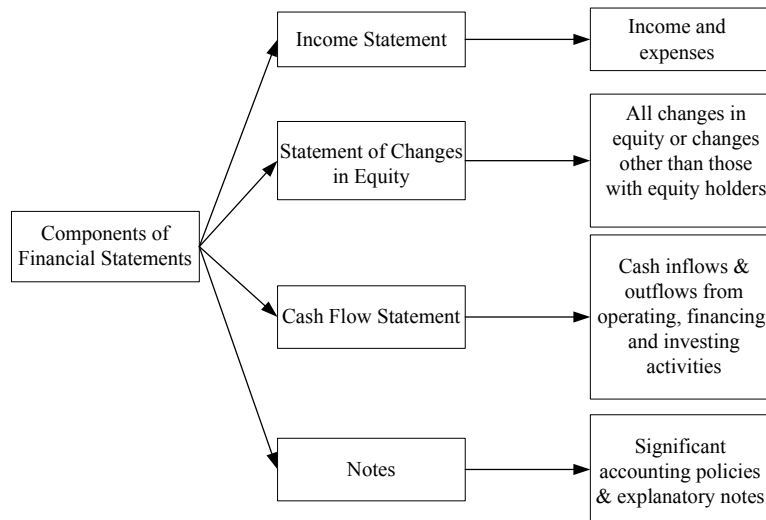 Components of
Financial Statements
Income Statement
Income and
expenses
Statement of Changes
in Equity
All changes in
equity or changes
other than those
with equity holders
Cash Flow Statement
Cash inflows &
outflows from
operating, financing
and investing
activities
Notes
Significant
accounting policies
& explanatory notes